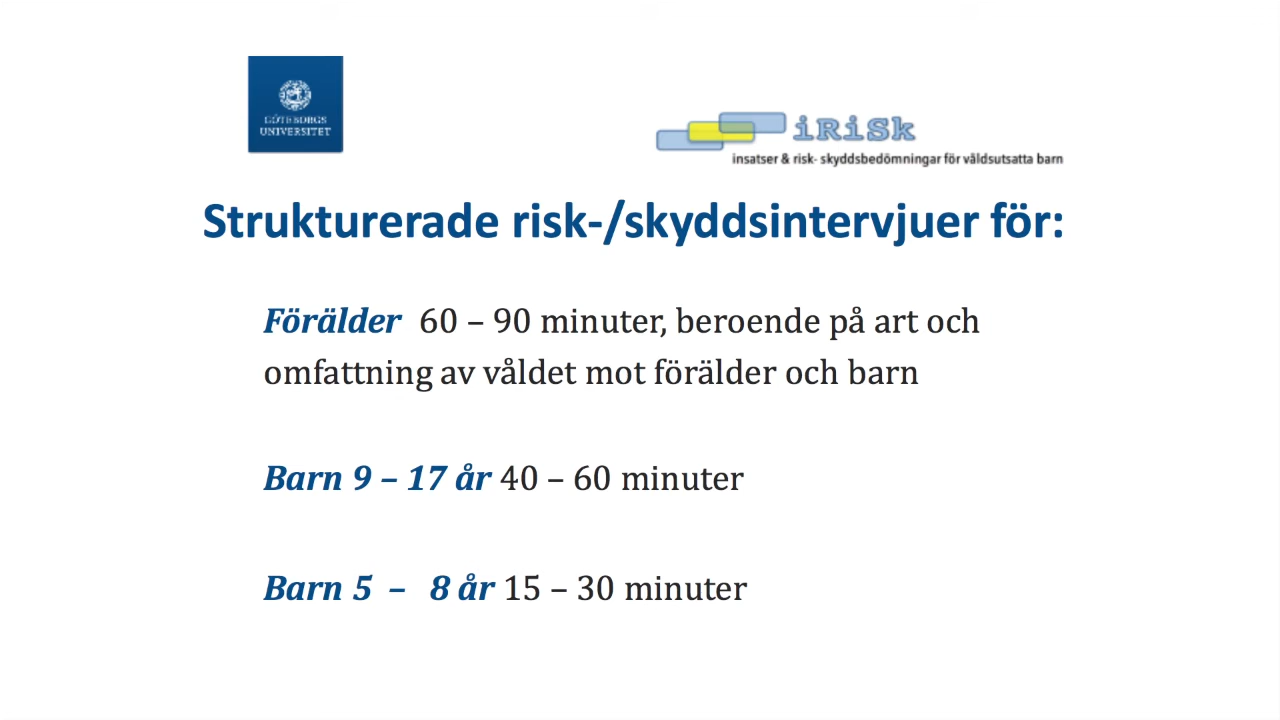 GÖTEBORGS
UNIVERSITET
iRiSk
insatser & risk- skyddsbedömningar för våldsutsatta barn
Strukturerade risk-/skyddsintervjuer för:
Förälder 60 – 90 minuter, beroende på art och
omfattning av våldet mot förälder och barn
Barn 9 – 17 år 40 – 60 minuter
Barn 5 – 8 år 15 – 30 minuter